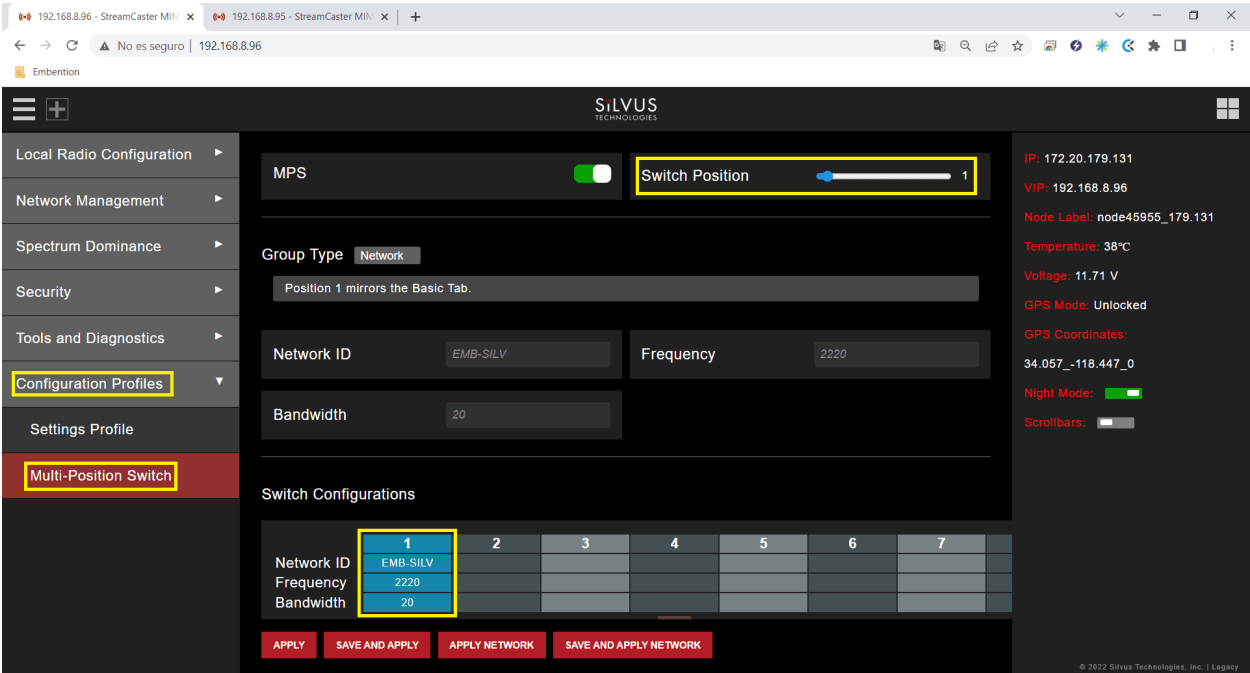 192.168.8.96 - StreamCaster MIM
192.168.8.95 - StreamCaster MIM
No es seguro | 192.168.8.96
Embention
SiLVUS
TECHNOLOGIES
Local Radio Configuration
Network Management
Spectrum Dominance
Security
Tools and Diagnostics
Configuration Profiles
Settings Profile
Multi-Position Switch
MPS
Switch Position 1
Group Type Network
Position 1 mirrors the Basic Tab.
Network ID EMB-SILV
Frequency 2220
Bandwidth 20
Switch Configurations
1 2 3 4 5 6 7
Network ID EMB-SILV
Frequency 2220
Bandwidth 20
APPLY SAVE AND APPLY APPLY NETWORK SAVE AND APPLY NETWORK
IP: 172.20.179.131
VIP: 192.168.8.96
Node Label: node45955_179.131
Temperature: 38°C
Voltage: 11.71 V
GPS Mode: Unlocked
GPS Coordinates:
34.057_-118.447_0
Night Mode:
Scrollbars:
© 2022 Silvus Technologies, Inc. | Legacy